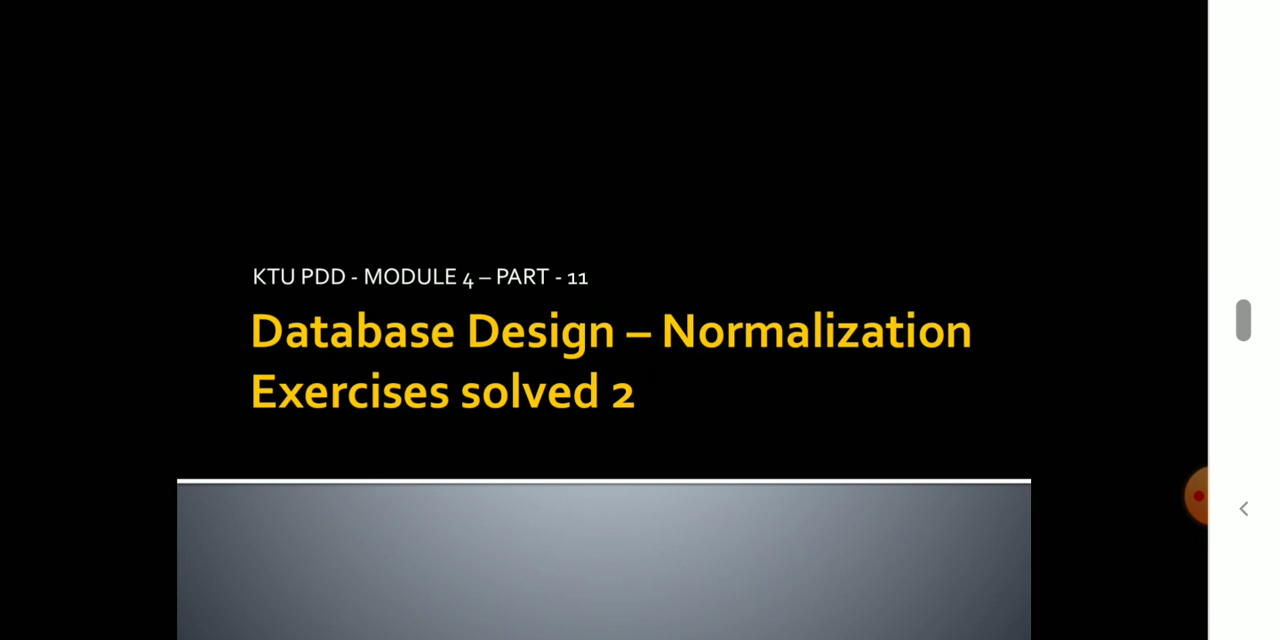 KTU PDD - MODULE 4 – PART - 11
Database Design – Normalization
Exercises solved 2